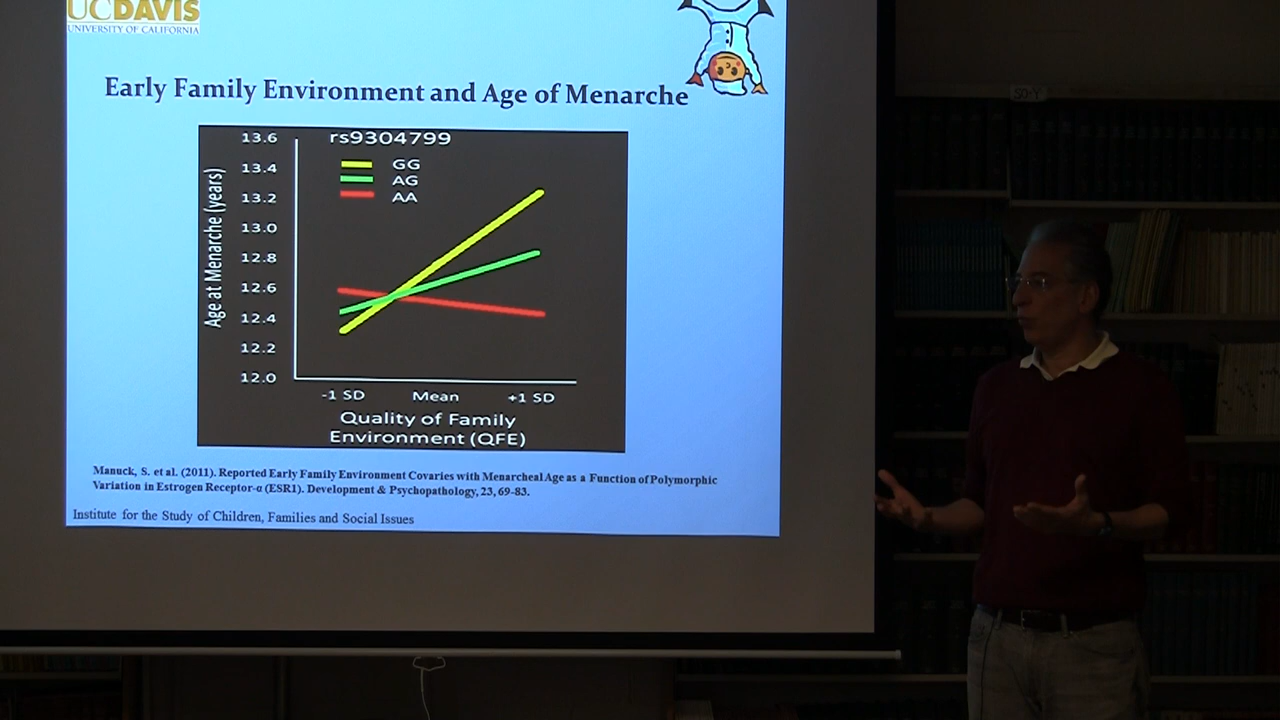 UCDAVIS
UNIVERSITY OF CALIFORNIA
Early Family Environment and Age of Menarche
rs9304799
GG
AG
AA
Age at Menarche (years)
13.6
13.4
13.2
13.0
12.8
12.6
12.4
12.2
12.0
-1 SD Mean +1 SD
Quality of Family
Environment (QFE)
Manuck, S. et al. (2011). Reported Early Family Environment Covaries with Menarcheal Age as a Function of Polymorphic
Variation in Estrogen Receptor-α (ESR1). Development & Psychopathology, 23, 69-83.
Institute for the Study of Children, Families and Social Issues
SO-Y